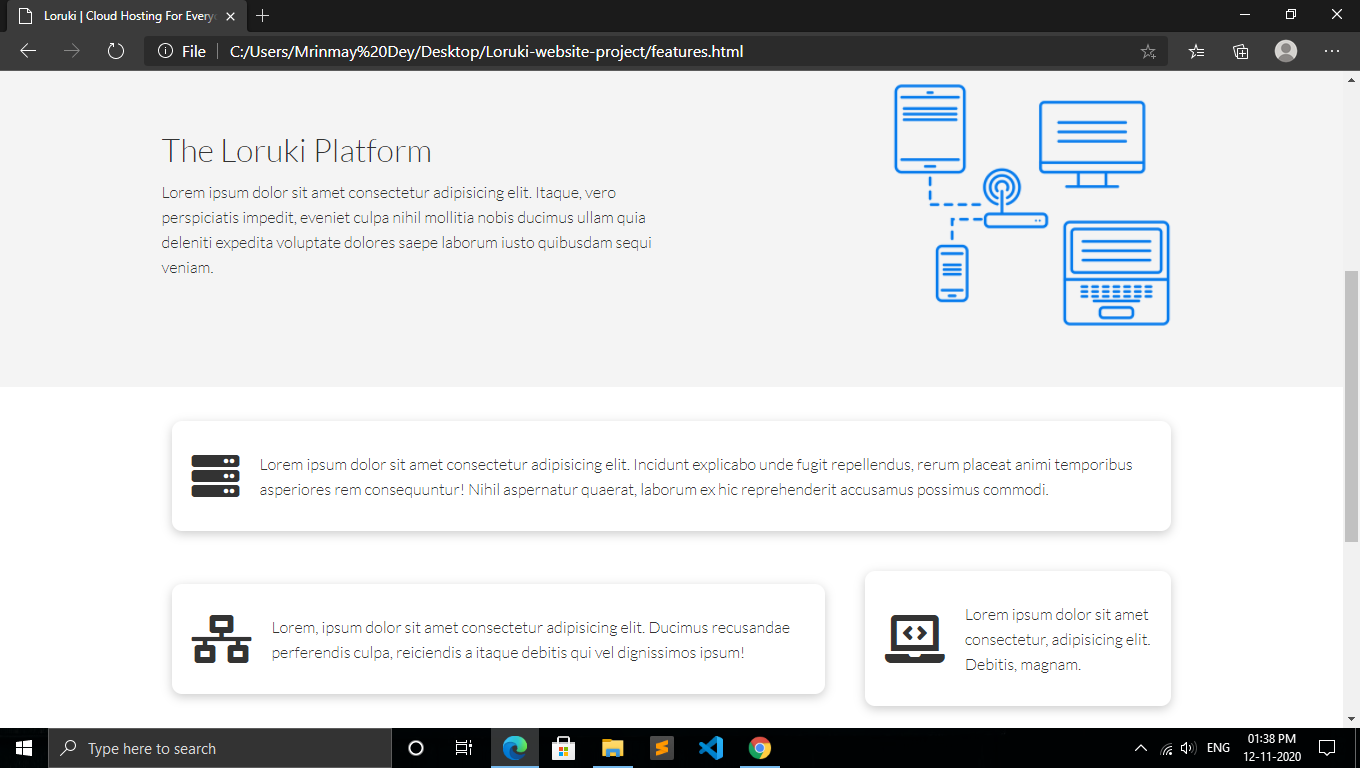 Loruki | Cloud Hosting For Every
File
C:/Users/Mrinmay%20Dey/Desktop/Loruki-website-project/features.html
The Loruki Platform
Lorem ipsum dolor sit amet consectetur adipisicing elit. Itaque, vero
perspiciatis impedit, eveniet culpa nihil mollitia nobis ducimus ullam quia
deleniti expedita voluptate dolores saepe laborum iusto quibusdam sequi
veniam.
Lorem ipsum dolor sit amet consectetur adipisicing elit. Incidunt explicabo unde fugit repellendus, rerum placeat animi temporibus
asperiores rem consequuntur! Nihil aspernatur quaerat, laborum ex hic reprehenderit accusamus possimus commodi.
Lorem, ipsum dolor sit amet consectetur adipisicing elit. Ducimus recusandae
perferendis culpa, reiciendis a itaque debitis qui vel dignissimos ipsum!
Lorem ipsum dolor sit amet
consectetur, adipisicing elit.
Debitis, magnam.
Type here to search
ENG
01:38 PM
12-11-2020